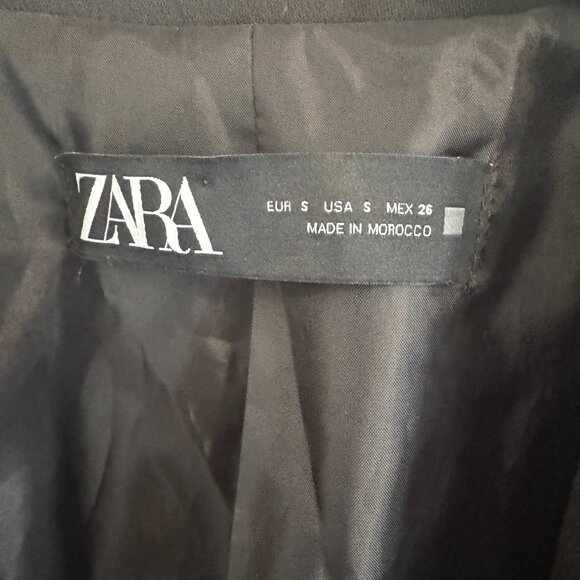 ZARA
EUR S USA S MEX 26
MADE IN MOROCCO